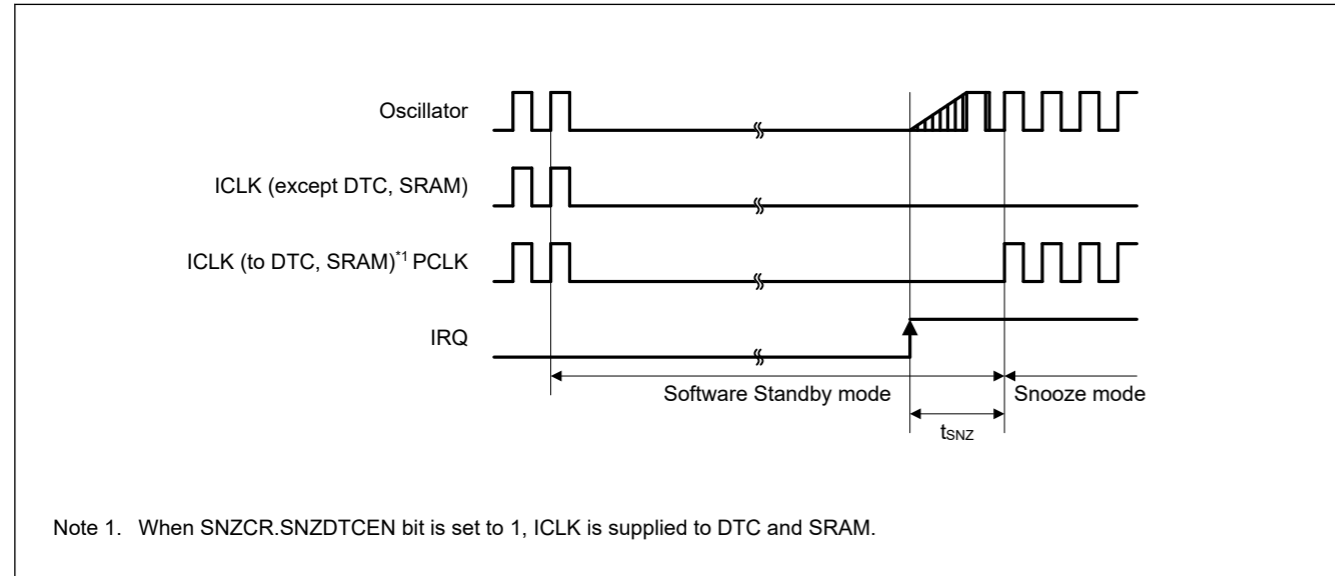 Oscillator
ICLK (except DTC, SRAM)
ICLK (to DTC, SRAM)*1 PCLK
IRQ
Software Standby mode
Snooze mode
tSNZ
Note 1. When SNZCR.SNZDTCEN bit is set to 1, ICLK is supplied to DTC and SRAM.